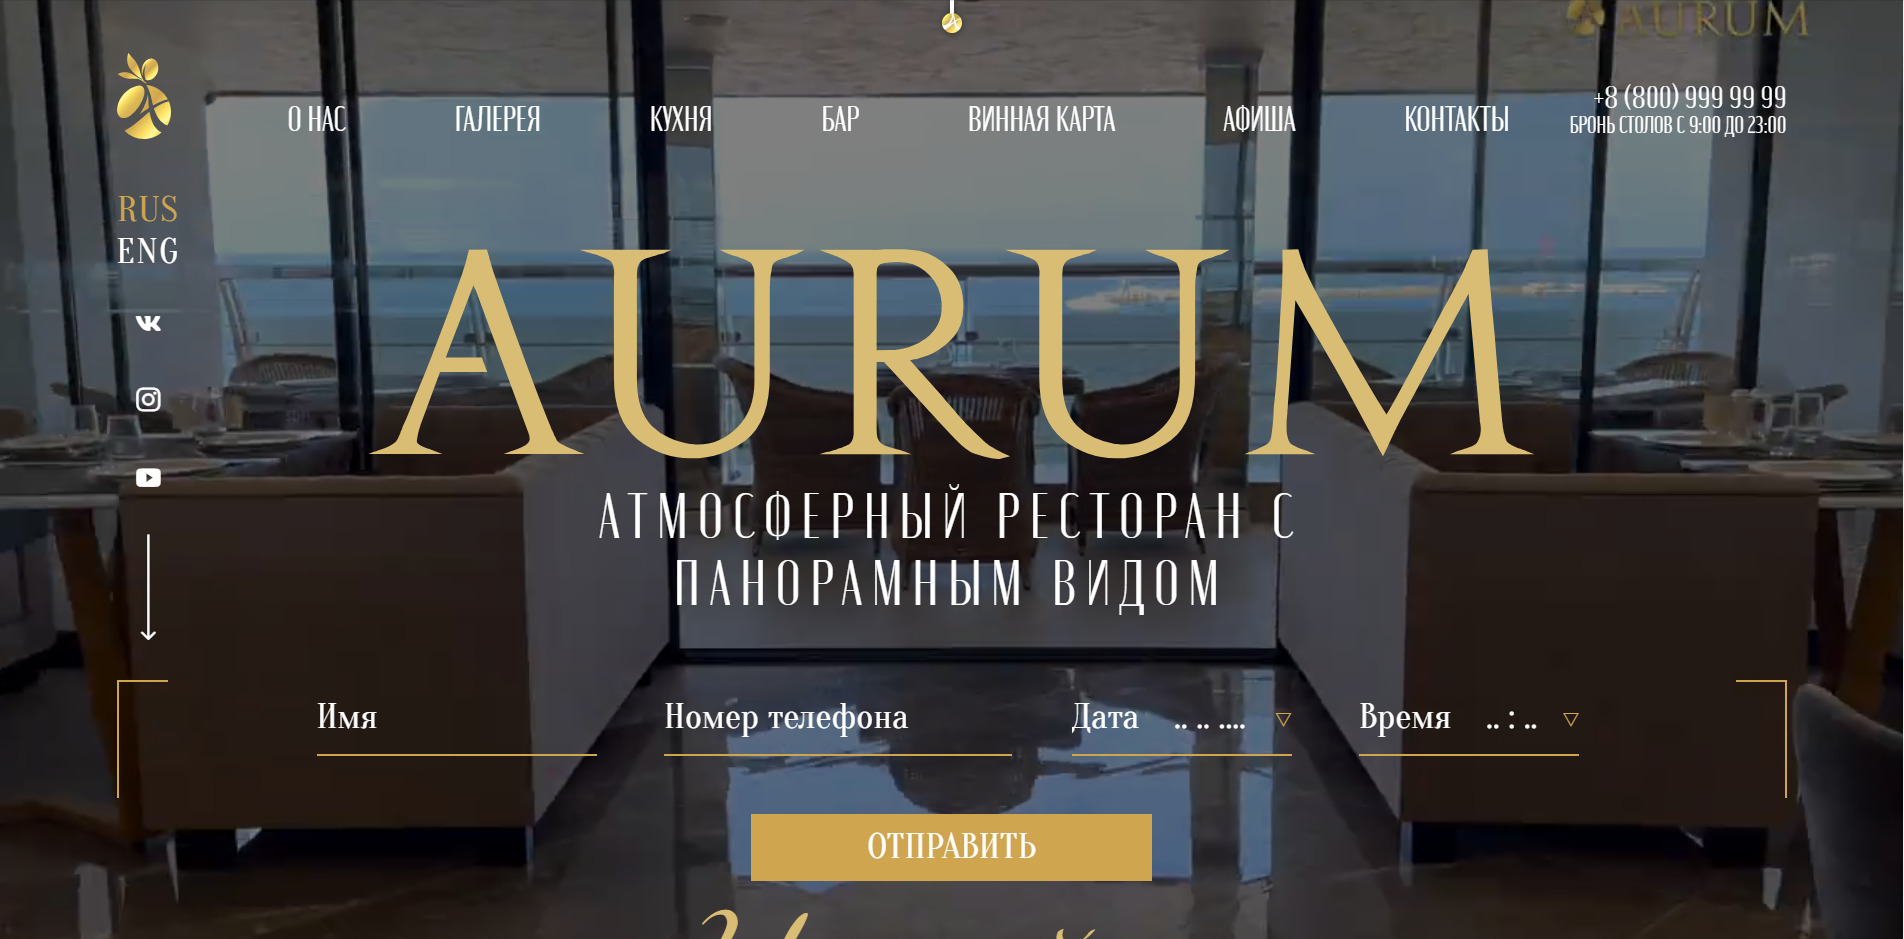 AURUM
+8 (800) 999 99 99
О НАС
ГАЛЕРЕЯ
КУХНЯ
БАР
ВИННАЯ КАРТА
АФИША
КОНТАКТЫ
БРОНЬ СТОЛОВ С 9:00 ДО 23:00
RUS
ENG
AURUM
АТМОСФЕРНЫЙ РЕСТОРАН С
ПАНОРАМНЫМ ВИДОМ
Имя
Номер телефона
Дата .. .. ....
Время .. : ..
ОТПРАВИТЬ